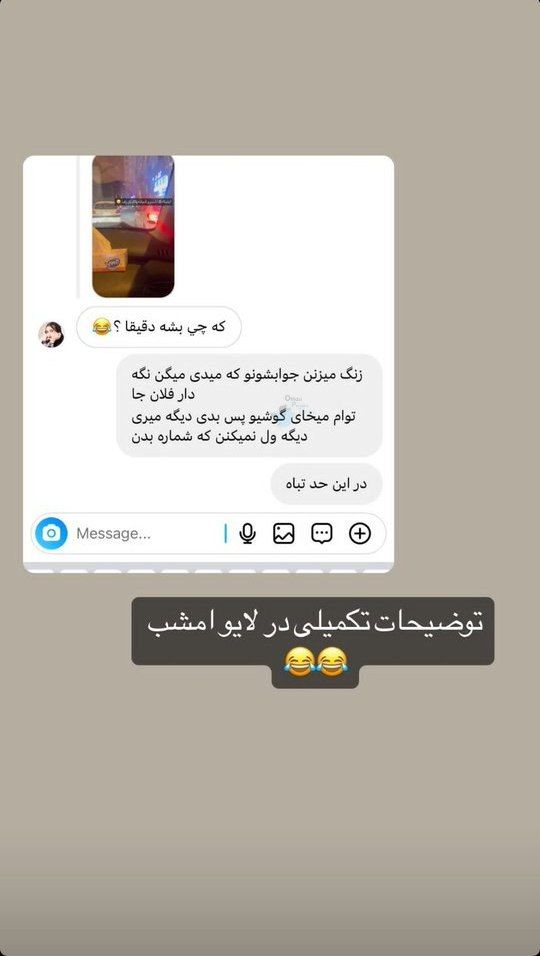 که چي بشه دقیقا ؟😂
زنگ میزنن جوابشونو که میدی میگن نگه
دار فلان جا
توام میخای گوشیو پس بدی دیگه میری
دیگه ول نمیکنن که شماره بدن
در این حد تباه
Message...
توضیحات تکمیلی در لایو امشب
😂😂